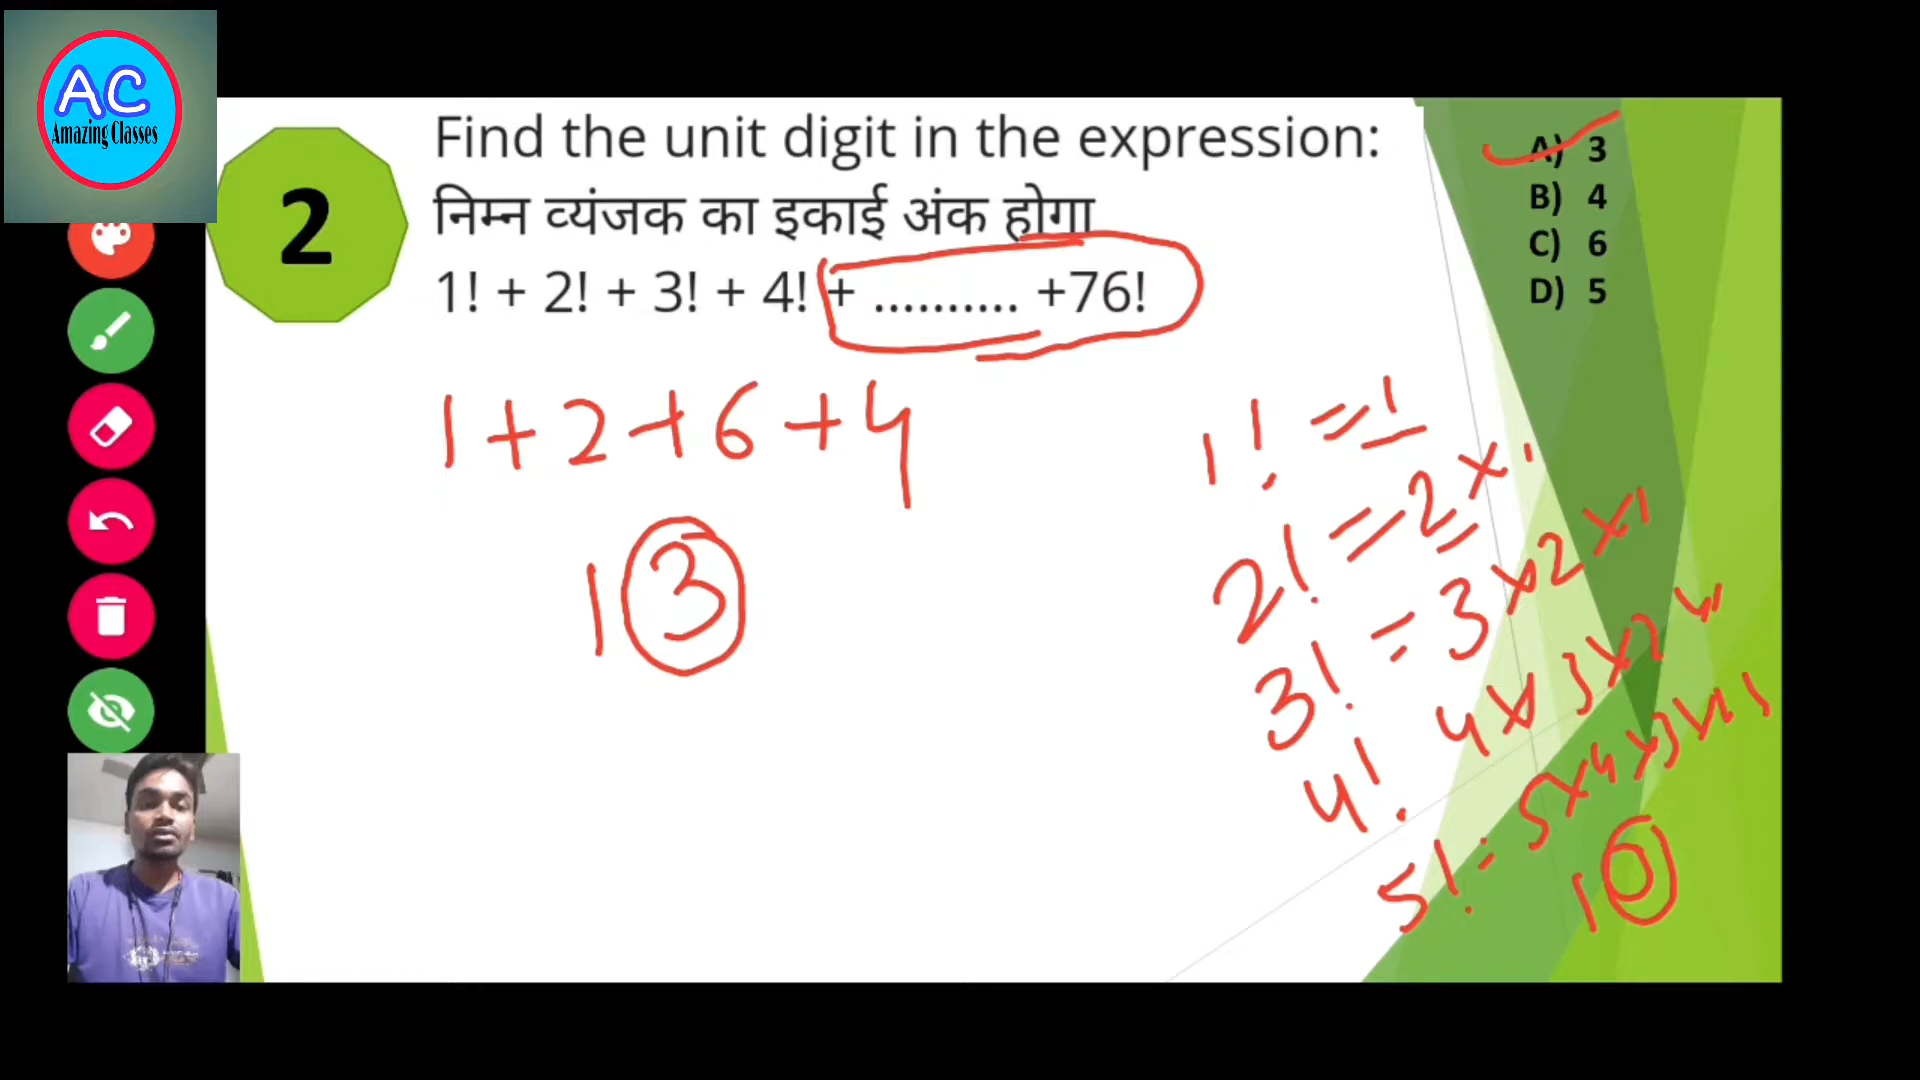 AC
Amazing Classes
2
Find the unit digit in the expression:
निम्न व्यंजक का इकाई अंक होगा
1! + 2! + 3! + 4! + .......... +76!
A) 3
B) 4
C) 6
D) 5
1 + 2 + 6 + 4
13
1! = 1
2! = 2 × 1
3! = 3 × 2 × 1
4! 4 × 3 × 2
5! = 5 × 4 × 3 × 2 × 1
10